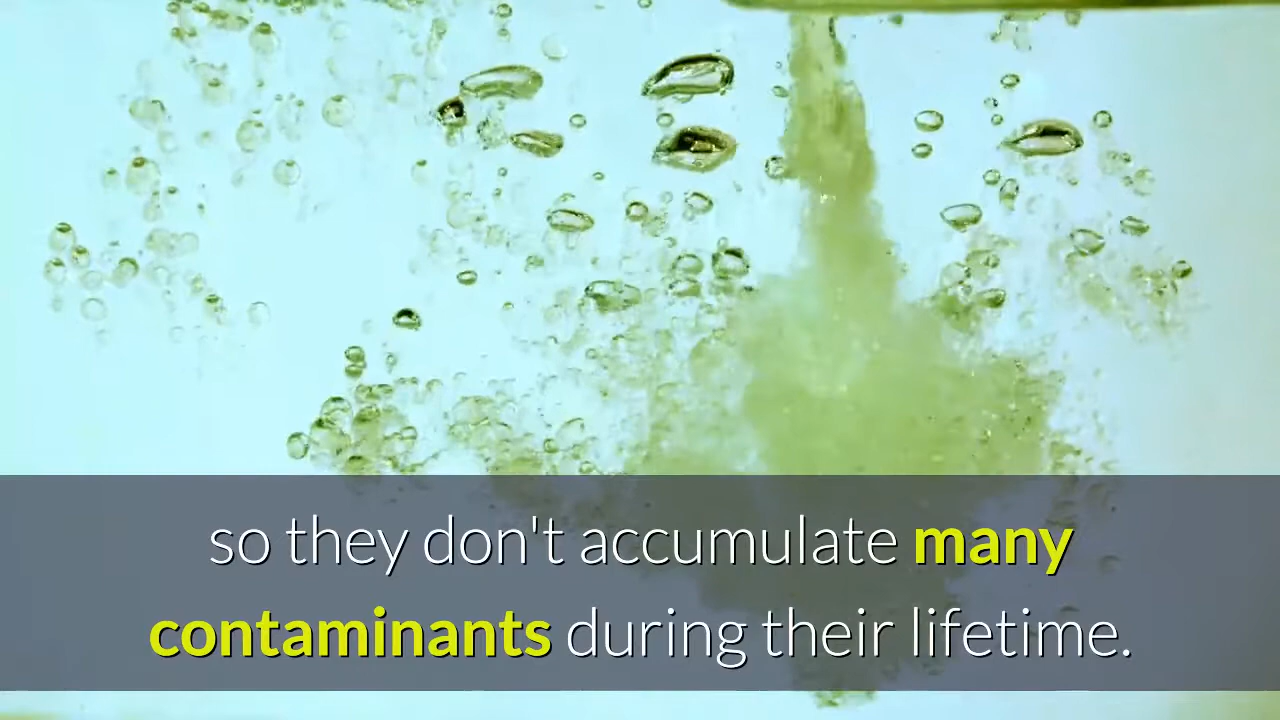 so they don't accumulate many
contaminants during their lifetime.